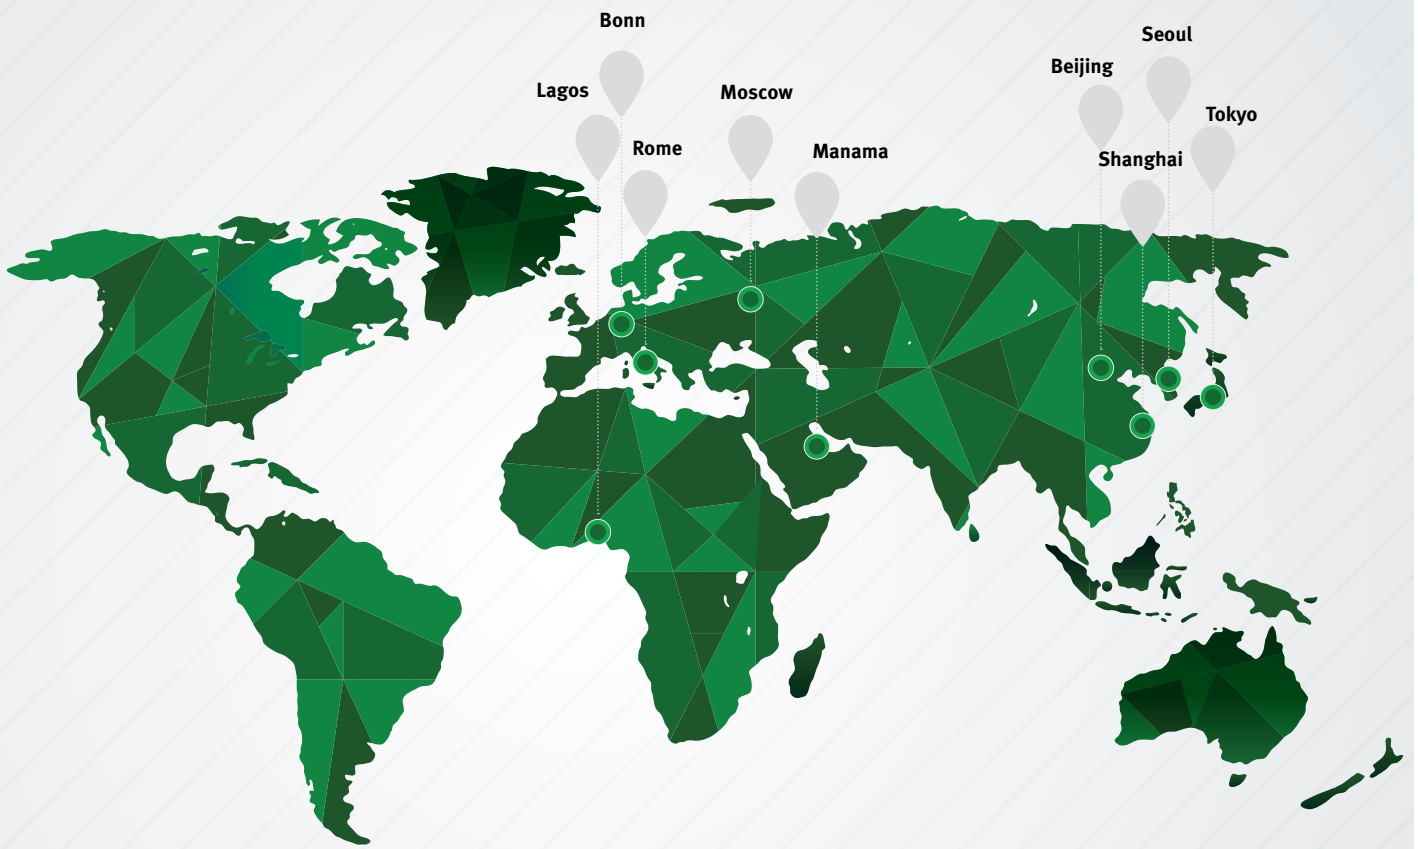 Bonn
Seoul
Beijing
Lagos
Moscow
Tokyo
Rome
Manama
Shanghai